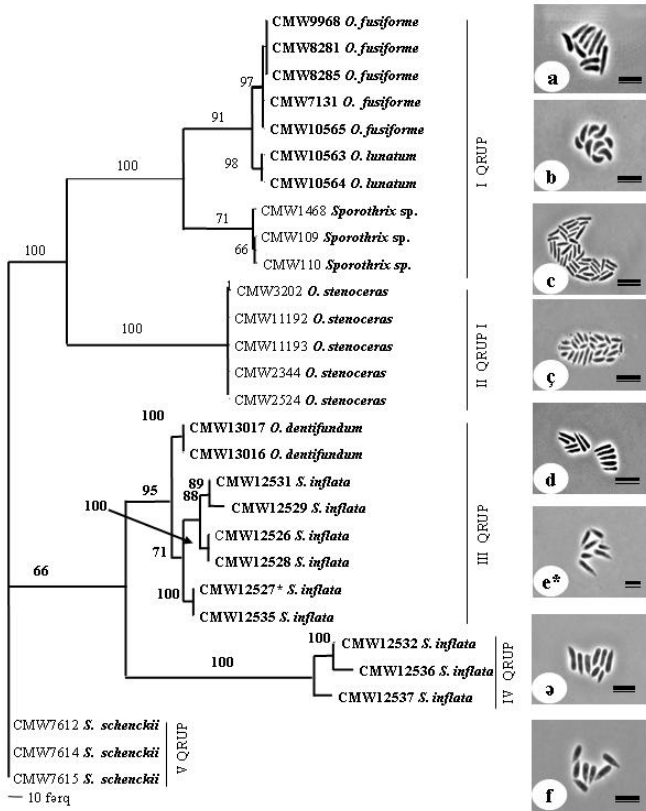 CMW9968 O. fusiforme
CMW8281 O. fusiforme
CMW8285 O. fusiforme
97
CMW7131 O. fusiforme
91
CMW10565 O. fusiforme
98
CMW10563 O. lunatum
100
CMW10564 O. lunatum
I QRUP
71
CMW1468 Sporothrix sp.
CMW109 Sporothrix sp.
66
CMW110 Sporothrix sp.
100
CMW3202 O. stenoceras
CMW11192 O. stenoceras
100
CMW11193 O. stenoceras
CMW2344 O. stenoceras
CMW2524 O. stenoceras
II QRUP I
100
CMW13017 O. dentifundum
CMW13016 O. dentifundum
95
89
CMW12531 S. inflata
88
100
CMW12529 S. inflata
CMW12526 S. inflata
71
CMW12528 S. inflata
100
CMW12527* S. inflata
CMW12535 S. inflata
III QRUP
66
100
CMW12532 S. inflata
100
CMW12536 S. inflata
CMW12537 S. inflata
IV QRUP
CMW7612 S. schenckii
CMW7614 S. schenckii
CMW7615 S. schenckii
V QRUP
10 fərq
a
b
c
ç
d
e*
ə
f